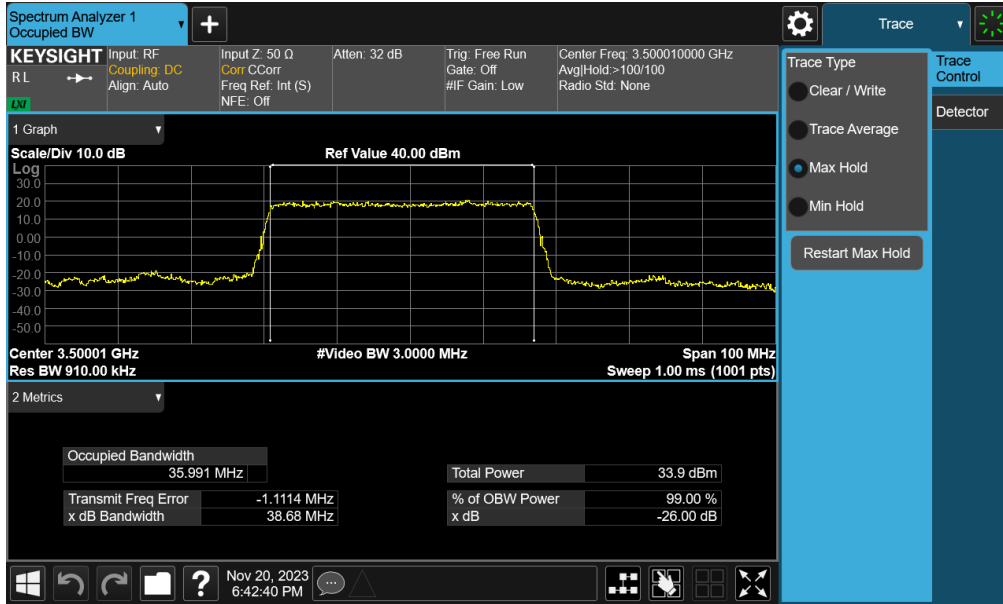 Spectrum Analyzer 1
Occupied BW
Trace
KEYSIGHT
RL
LXI
Input: RF
Coupling: DC
Align: Auto
Input Z: 50 Ω
Corr CCorr
Freq Ref: Int (S)
NFE: Off
Atten: 32 dB
Trig: Free Run
Gate: Off
#IF Gain: Low
Center Freq: 3.500010000 GHz
Avg|Hold:>100/100
Radio Std: None
1 Graph
Scale/Div 10.0 dB
Ref Value 40.00 dBm
Log
30.0
20.0
10.0
0.00
-10.0
-20.0
-30.0
-40.0
-50.0
Center 3.50001 GHz
#Video BW 3.0000 MHz
Span 100 MHz
Res BW 910.00 kHz
Sweep 1.00 ms (1001 pts)
2 Metrics
Occupied Bandwidth
35.991 MHz
Transmit Freq Error -1.1114 MHz
x dB Bandwidth 38.68 MHz
Total Power 33.9 dBm
% of OBW Power 99.00 %
x dB -26.00 dB
Trace Type
Clear / Write
Trace Average
Max Hold
Min Hold
Restart Max Hold
Trace
Control
Detector
?
Nov 20, 2023
6:42:40 PM